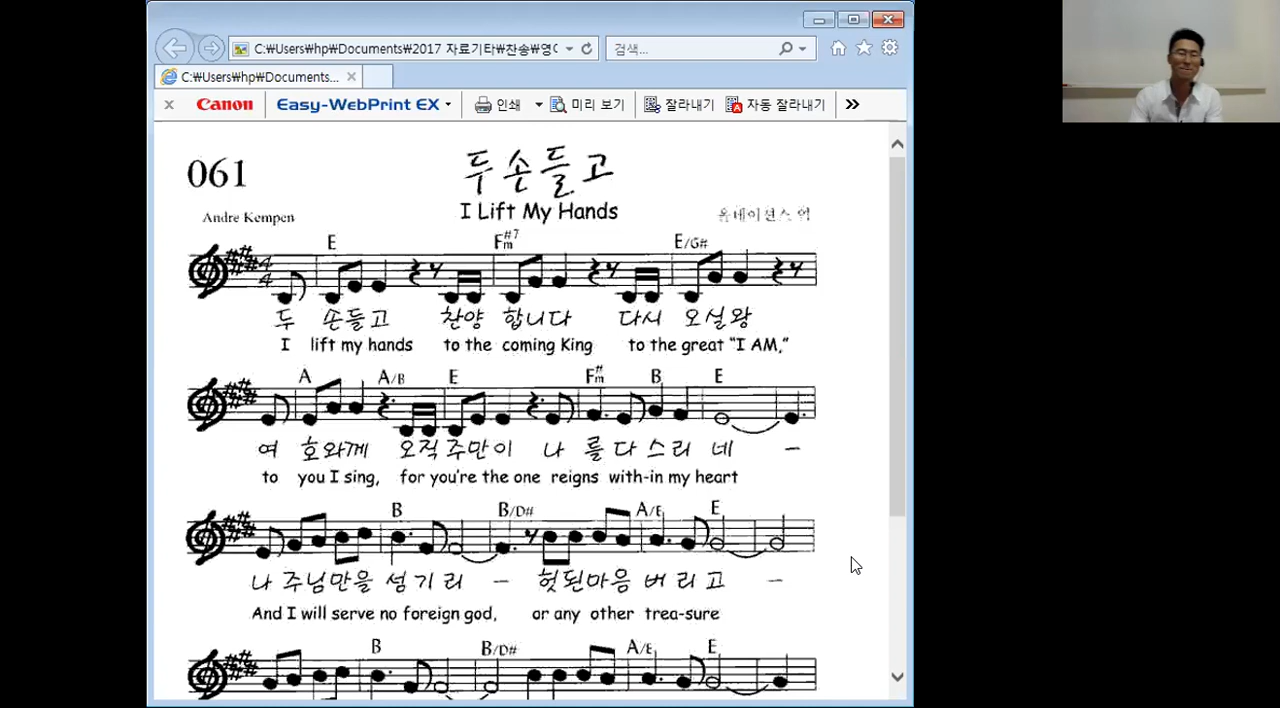 C:₩Users₩hp₩Documents₩2017 자료기타₩찬송₩영
검색...
C:₩Users₩hp₩Documents...
x Canon Easy-WebPrint EX 인쇄 미리 보기 잘라내기 자동 잘라내기
061
두손들고
I Lift My Hands
Andre Kempen
E F#m7 E/G#
4
4
두 손들고 찬양 합니다 다시 오실왕
I lift my hands to the coming King to the great "I AM,"
A A/B E F#m B E
여 호와께 오직 주만이 나 를 다 스리 네 -
to you I sing, for you're the one reigns with-in my heart
B B/D# A/E E
나 주님만을 섬기 리 - 헛된마음 버 리 고 -
And I will serve no foreign god, or any other trea-sure
B B/D# A/E E